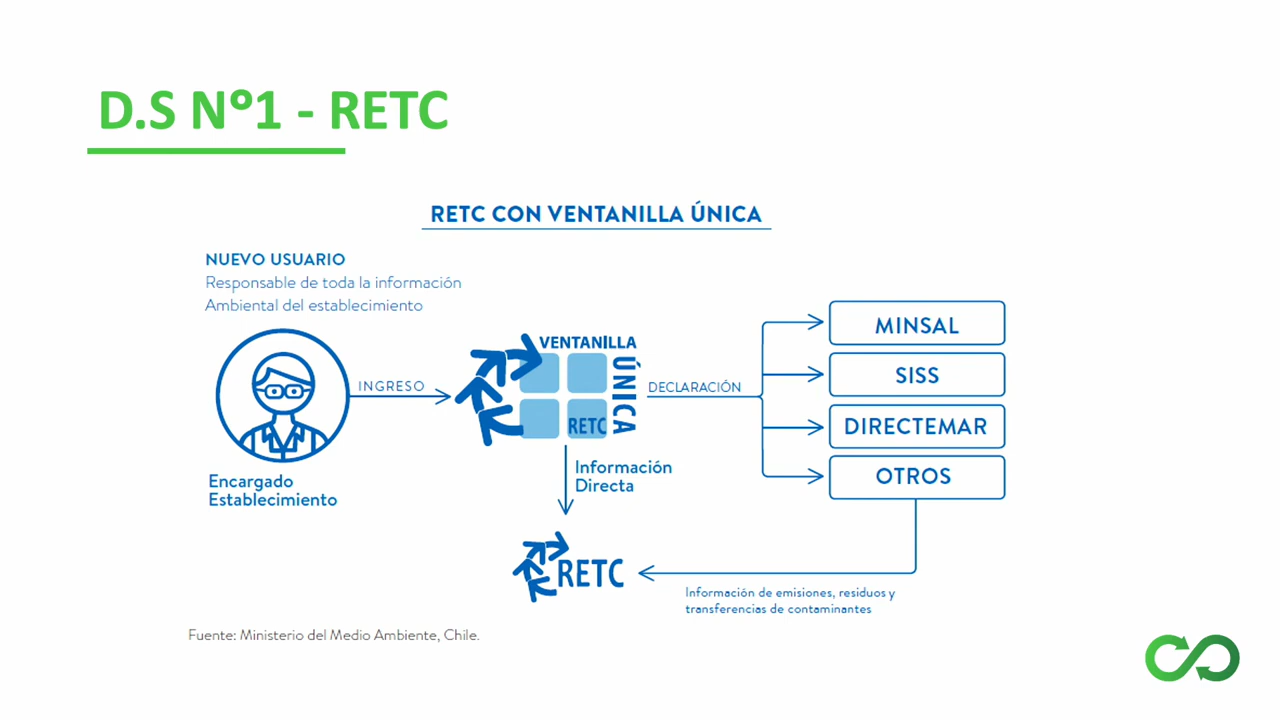 D.S Nº1 - RETC
RETC CON VENTANILLA ÚNICA
NUEVO USUARIO
Responsable de toda la información
Ambiental del establecimiento
INGRESO
Encargado
Establecimiento
VENTANILLA
ÚNICA
RETC
DECLARACIÓN
MINSAL
SISS
DIRECTEMAR
OTROS
Información
Directa
RETC
Información de emisiones, residuos y
transferencias de contaminantes
Fuente: Ministerio del Medio Ambiente, Chile.